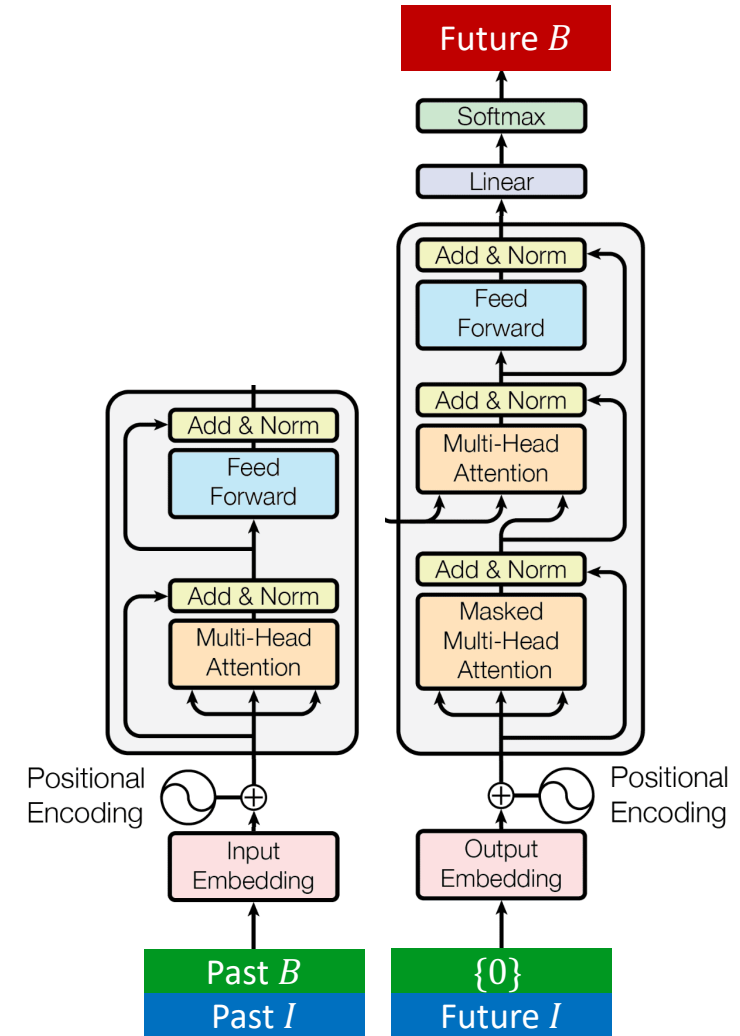 Future B
Softmax
Linear
Add & Norm
Feed
Forward
Add & Norm
Multi-Head
Attention
Add & Norm
Masked
Multi-Head
Attention
Positional
Encoding
Output
Embedding
{0}
Future I
Add & Norm
Feed
Forward
Add & Norm
Multi-Head
Attention
Positional
Encoding
Input
Embedding
Past B
Past I